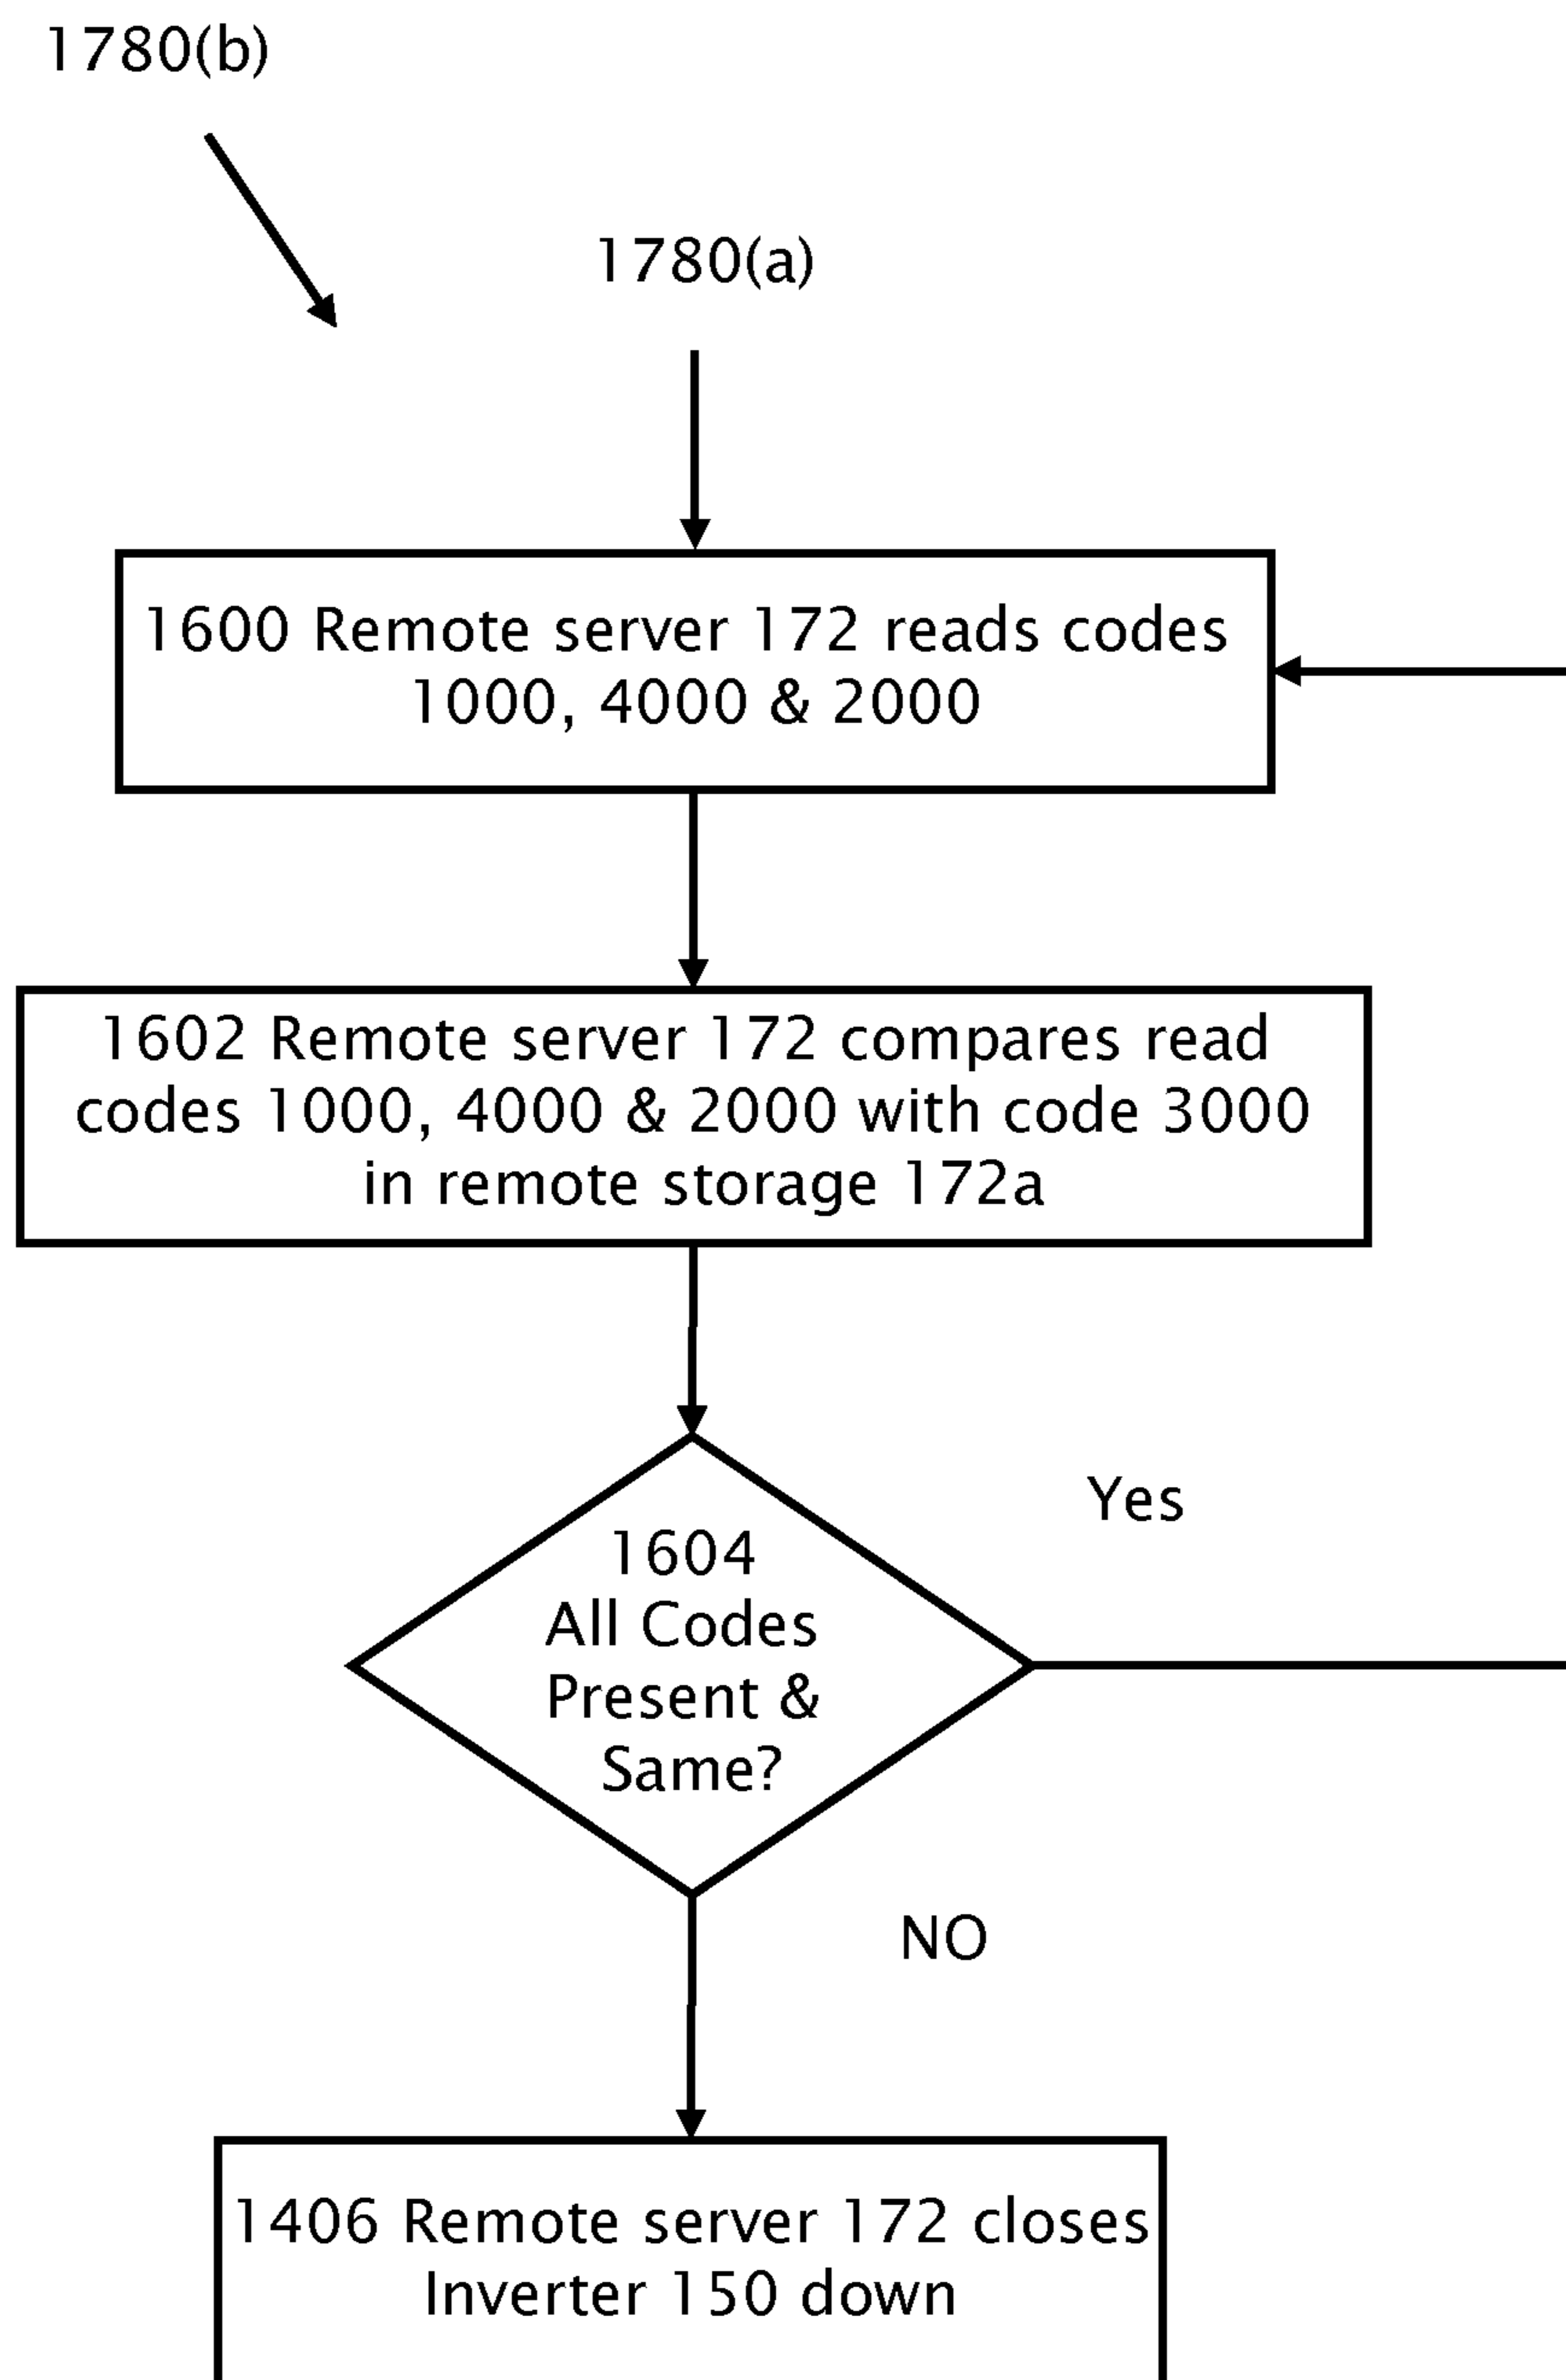 1780(b)
1780(a)
1600 Remote server 172 reads codes
1000, 4000 & 2000
1602 Remote server 172 compares read
codes 1000, 4000 & 2000 with code 3000
in remote storage 172a
Yes
1604
All Codes
Present &
Same?
NO
1406 Remote server 172 closes
Inverter 150 down